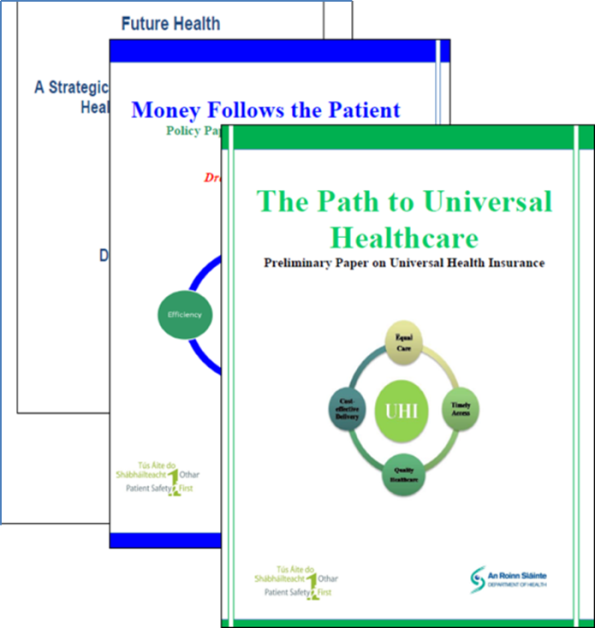 Future Health
A Strategic
Heal
D
Money Follows the Patient
Policy Pap
Dr
Efficiency
Tús Áite do
Shábháilteacht Othar
Patient Safety 1 First
The Path to Universal
Healthcare
Preliminary Paper on Universal Health Insurance
Equal
Care
Cost-
effective
Delivery
UHI
Timely
Access
Quality
Healthcare
Tús Áite do
Shábháilteacht Othar
Patient Safety 1 First
An Roinn Sláinte
DEPARTMENT OF HEALTH